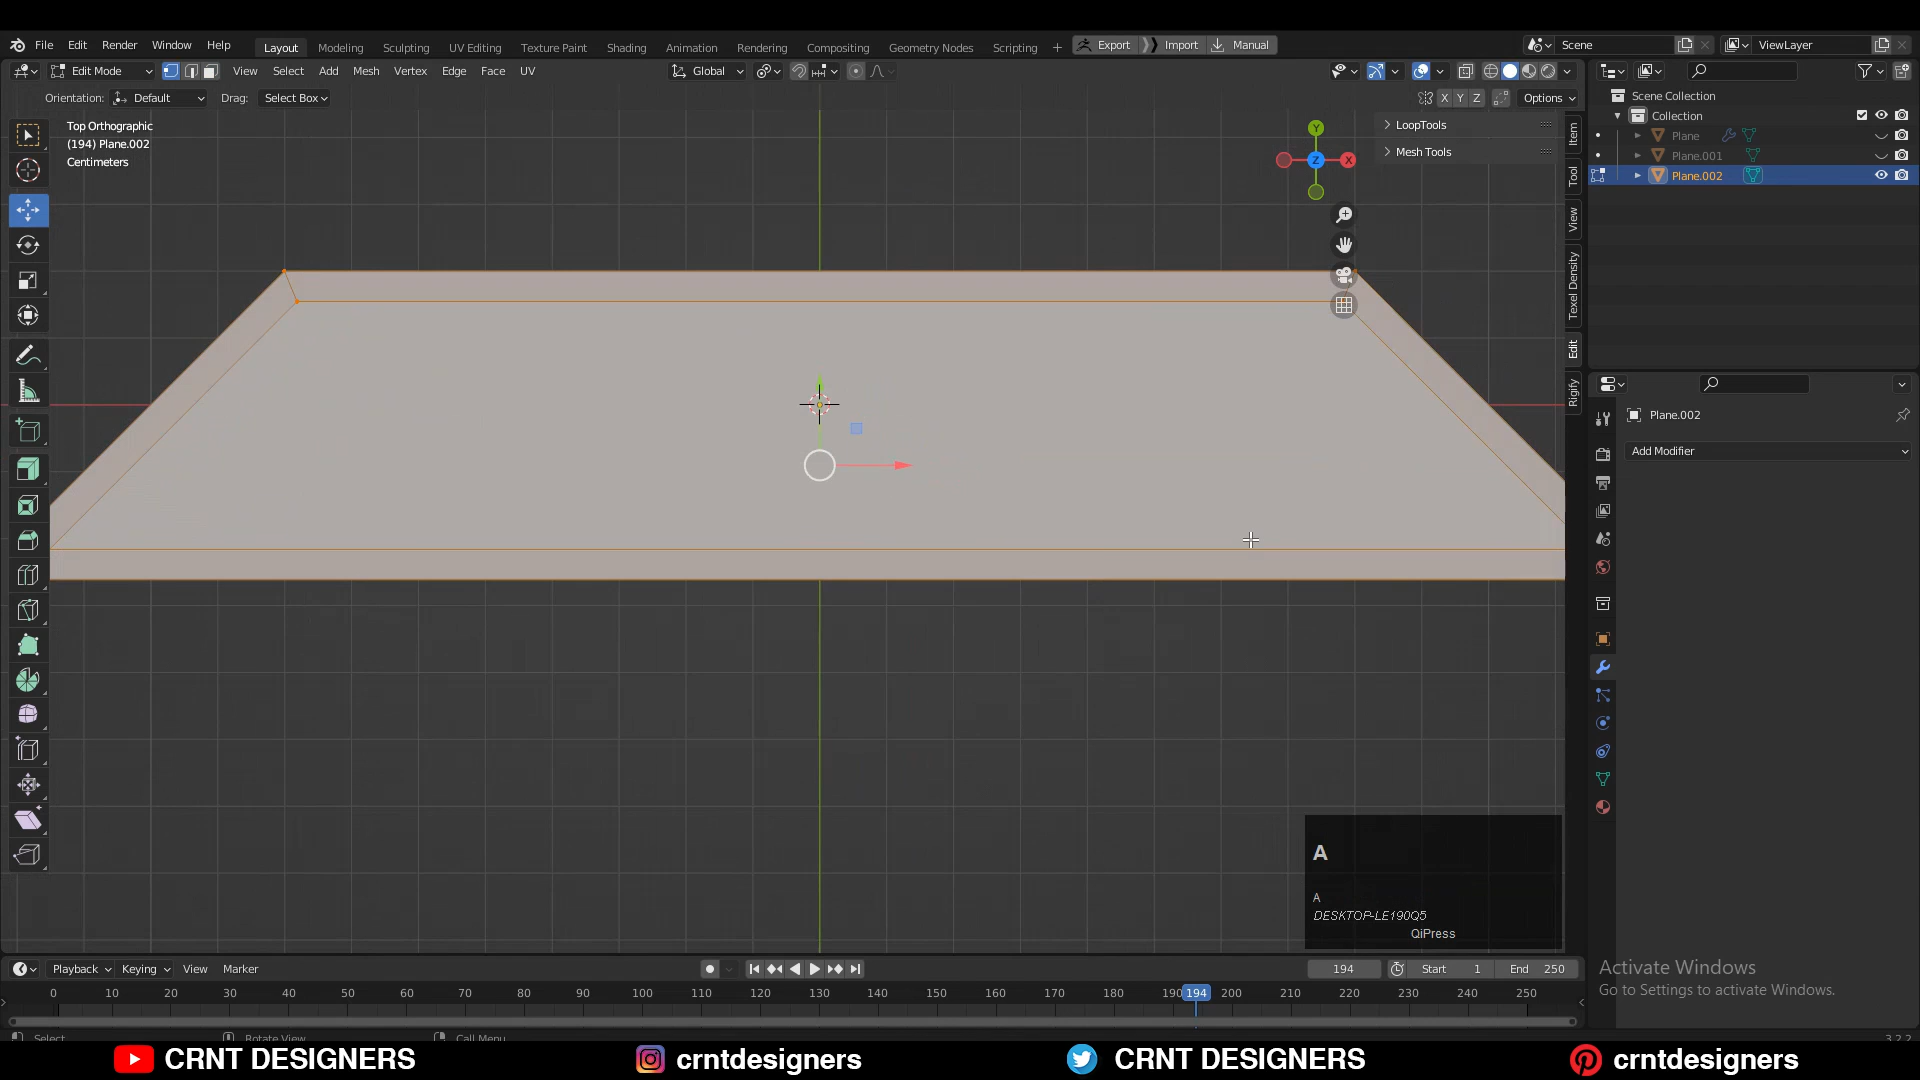 File Edit Render Window Help Layout Modeling Sculpting UV Editing Texture Paint Shading Animation Rendering Compositing Geometry Nodes Scripting + Export Import Manual Scene ViewLayer
Edit Mode View Select Add Mesh Vertex Edge Face UV Global
Orientation: Default Drag: Select Box X Y Z Options
Scene Collection
Collection
Plane
Plane.001
Plane.002
Top Orthographic
(194) Plane.002
Centimeters
LoopTools
Mesh Tools
Y
Z
X
Item
Tool
View
Texel Density
Edit
Rigify
Plane.002
Add Modifier
A
A
DESKTOP-LE190Q5
QiPress
Activate Windows
Go to Settings to activate Windows.
Playback Keying View Marker 194 Start 1 End 250
0 10 20 30 40 50 60 70 80 90 100 110 120 130 140 150 160 170 180 190 194 200 210 220 230 240 250
Select Rotate View Call Menu 3.2.2
CRNT DESIGNERS crntdesigners CRNT DESIGNERS crntdesigners